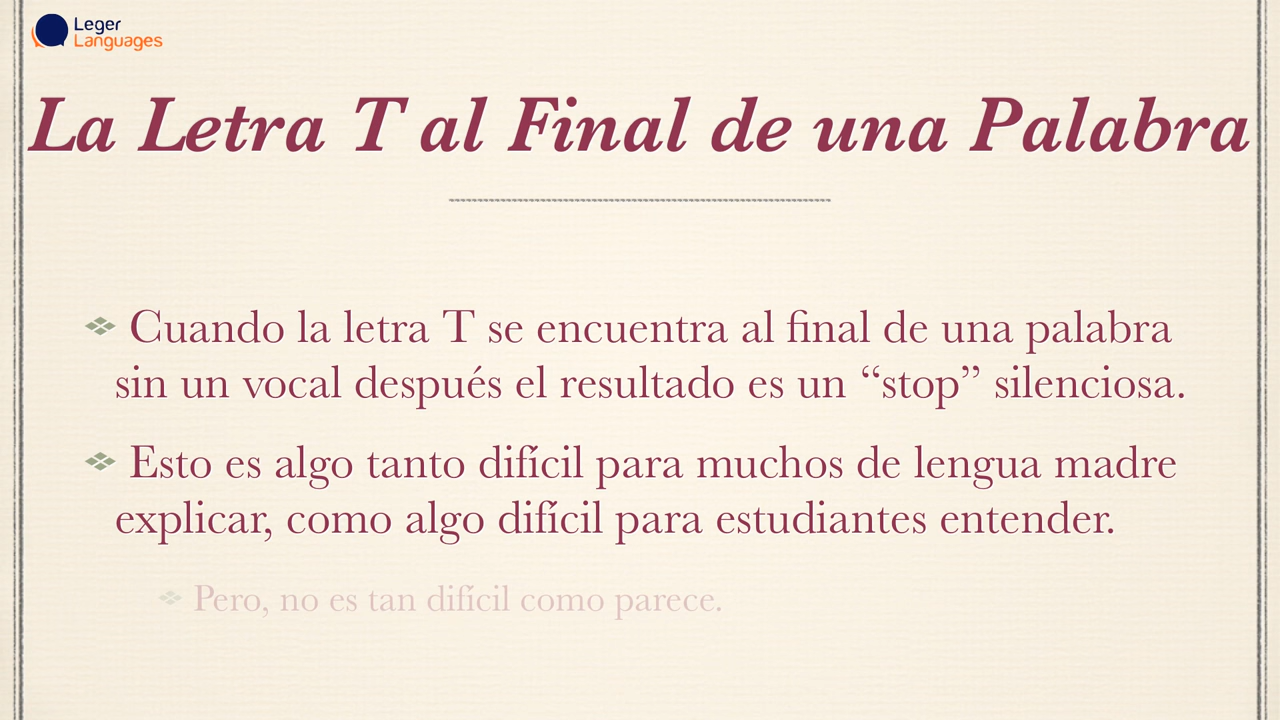 Leger
Languages
La Letra T al Final de una Palabra
Cuando la letra T se encuentra al final de una palabra
sin un vocal después el resultado es un “stop” silenciosa.
Esto es algo tanto difícil para muchos de lengua madre
explicar, como algo difícil para estudiantes entender.
Pero, no es tan difícil como parece.